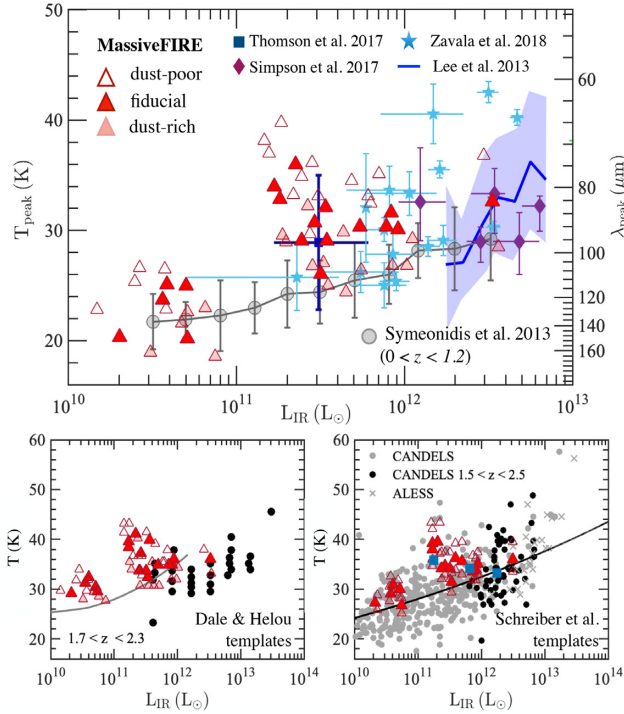 MassiveFIRE
dust-poor
fiducial
dust-rich
Thomson et al. 2017
Simpson et al. 2017
Zavala et al. 2018
Lee et al. 2013
Symeonidis et al. 2013
(0 < z < 1.2)
T_peak (K)
40
35
30
25
20
λ_peak (μm)
60
80
100
120
140
160
10^10
10^11
10^12
10^13
L_IR (L_⊙)
T (K)
60
50
40
30
20
1.7 < z < 2.3
Dale & Helou
templates
10^10
10^11
10^12
10^13
10^14
L_IR (L_⊙)
T (K)
60
50
40
30
20
CANDELS
CANDELS 1.5 < z < 2.5
ALESS
Schreiber et al.
templates
10^10
10^11
10^12
10^13
10^14
L_IR (L_⊙)